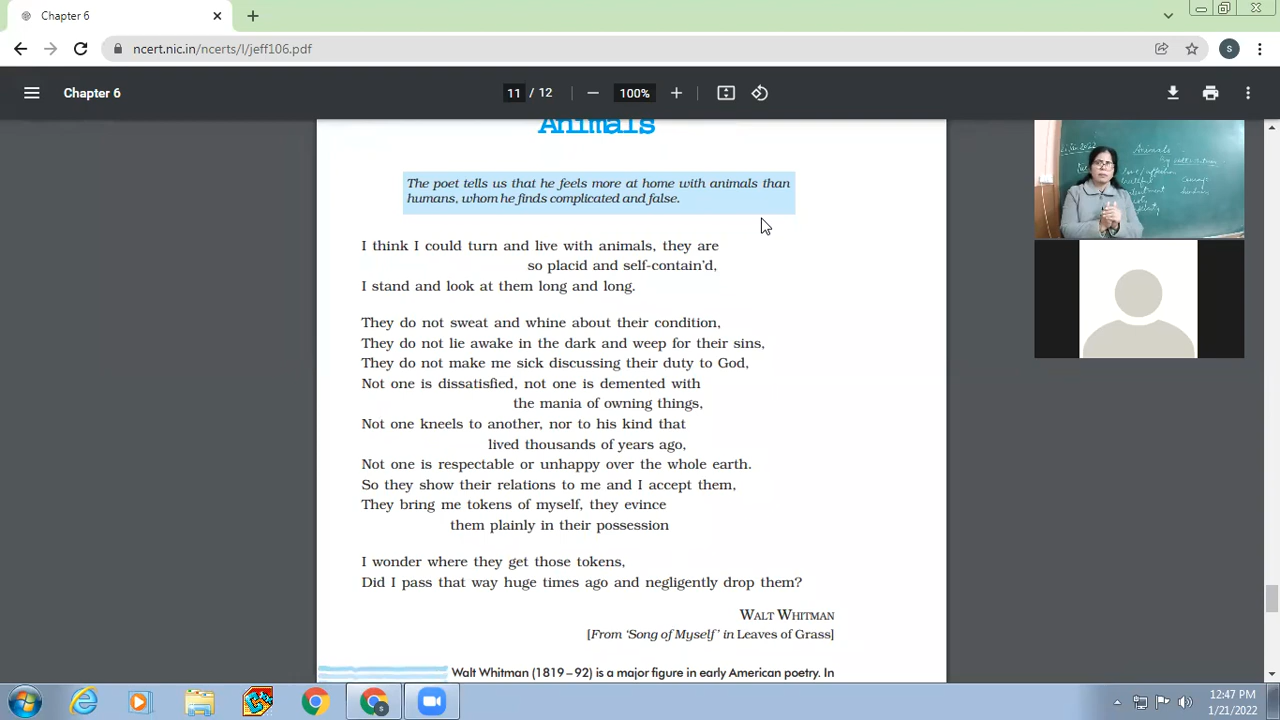 Chapter 6
ncert.nic.in/ncerts/l/jeff106.pdf
S
Chapter 6
11 / 12
100%
Animals
The poet tells us that he feels more at home with animals than
humans, whom he finds complicated and false.
I think I could turn and live with animals, they are
so placid and self-contain'd,
I stand and look at them long and long.
They do not sweat and whine about their condition,
They do not lie awake in the dark and weep for their sins,
They do not make me sick discussing their duty to God,
Not one is dissatisfied, not one is demented with
the mania of owning things,
Not one kneels to another, nor to his kind that
lived thousands of years ago,
Not one is respectable or unhappy over the whole earth.
So they show their relations to me and I accept them,
They bring me tokens of myself, they evince
them plainly in their possession
I wonder where they get those tokens,
Did I pass that way huge times ago and negligently drop them?
WALT WHITMAN
[From 'Song of Myself' in Leaves of Grass]
Walt Whitman (1819–92) is a major figure in early American poetry. In
Animals
By Walt Whitman
12:47 PM
1/21/2022